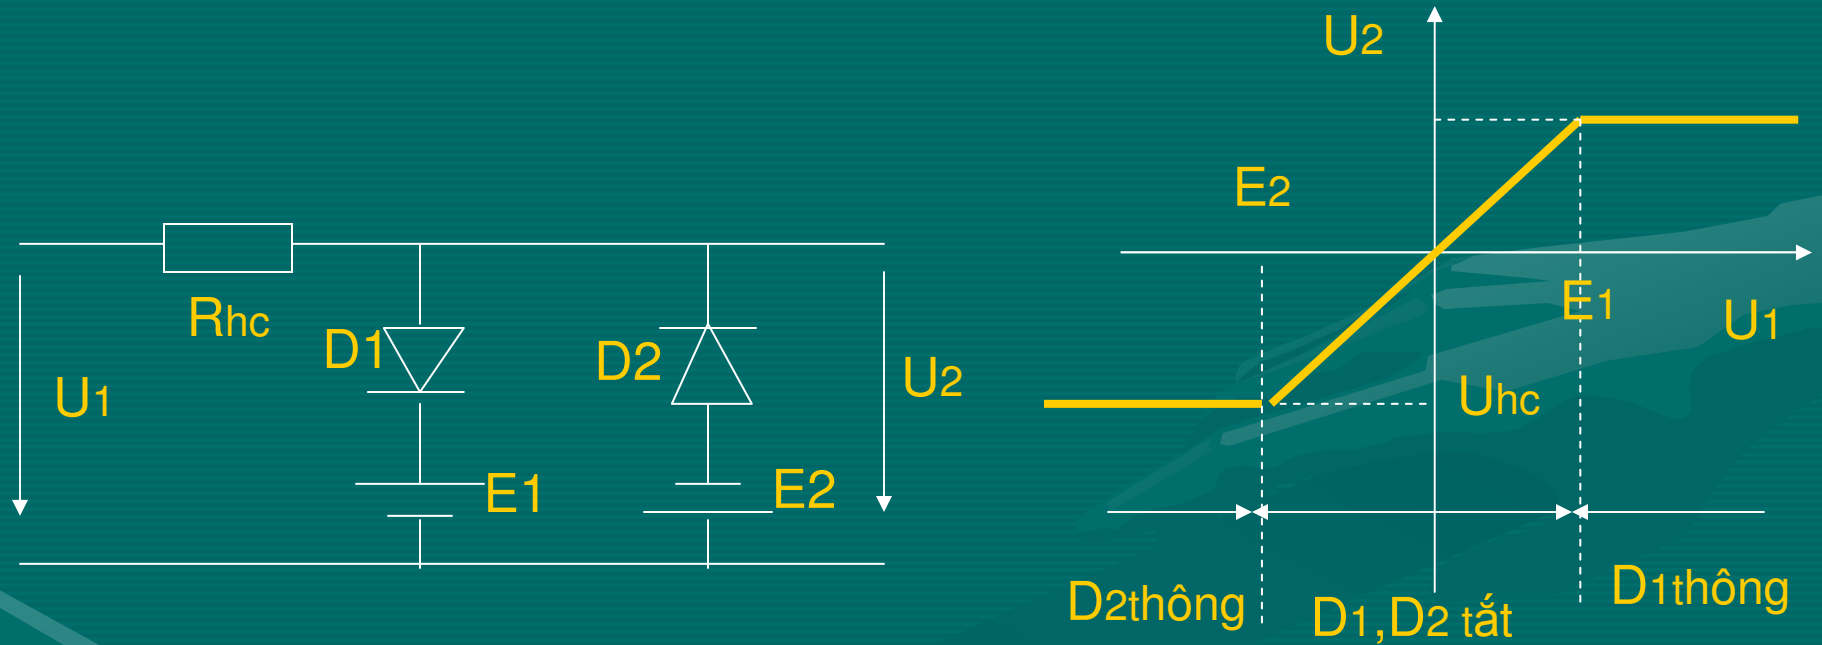 Rhc
D1
D2
U1
U2
E1
E2
U2
E2
E1
U1
Uhc
D2thông
D1,D2 tắt
D1thông